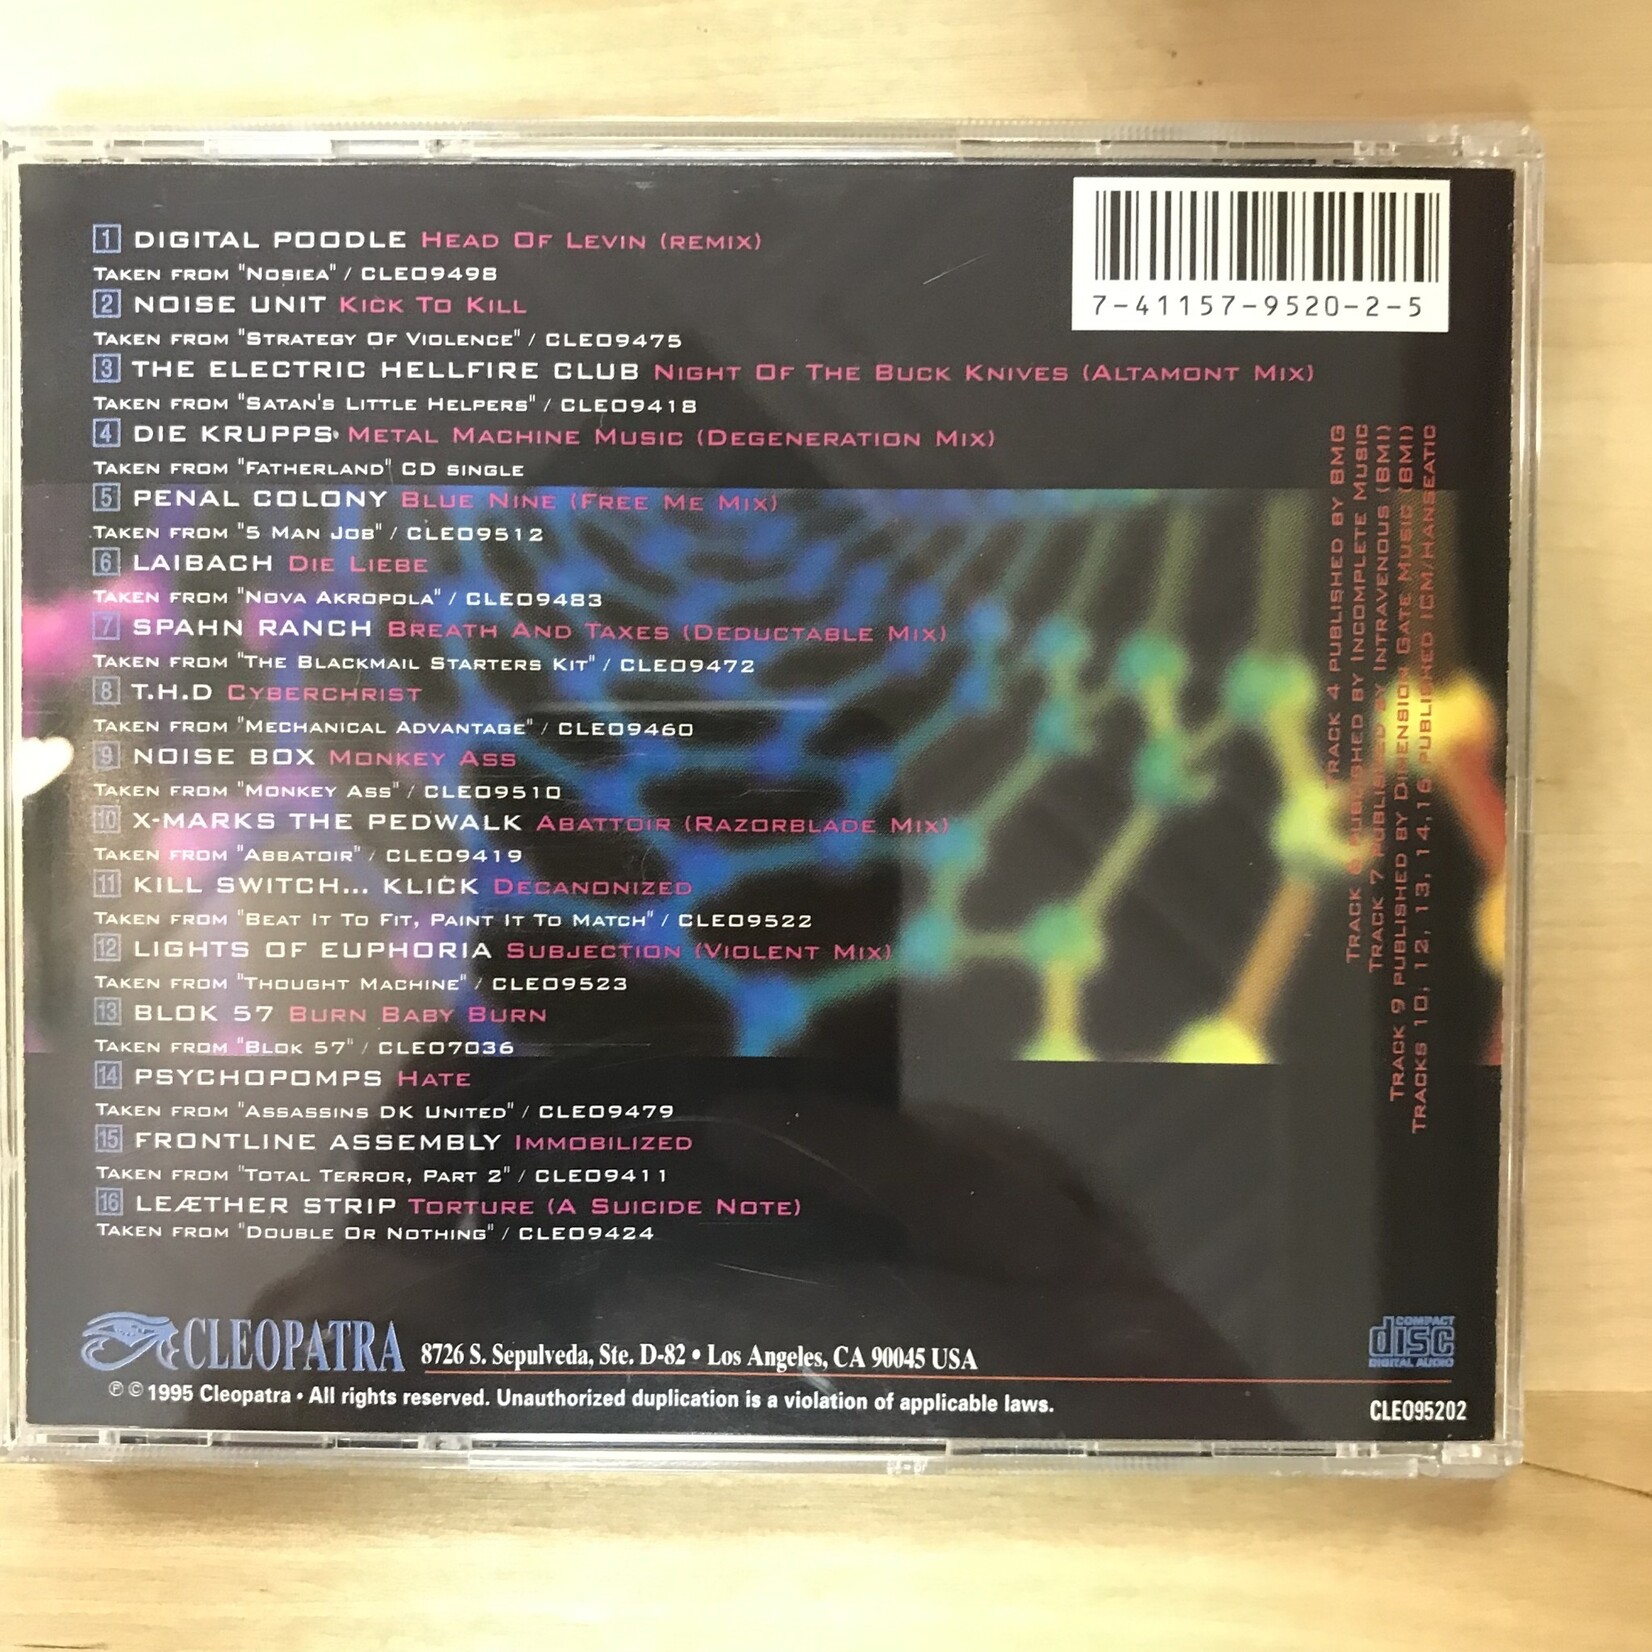 1 DIGITAL POODLE HEAD OF LEVIN (REMIX)
TAKEN FROM "NOSIEA" / CLEO9498
2 NOISE UNIT KICK TO KILL
TAKEN FROM "STRATEGY OF VIOLENCE" / CLEO9475
3 THE ELECTRIC HELLFIRE CLUB NIGHT OF THE BUCK KNIVES (ALTAMONT MIX)
TAKEN FROM "SATAN'S LITTLE HELPERS" / CLEO9418
4 DIE KRUPPS METAL MACHINE MUSIC (DEGENERATION MIX)
TAKEN FROM "FATHERLAND" CD SINGLE
5 PENAL COLONY BLUE NINE (FREE ME MIX)
TAKEN FROM "5 MAN JOB" / CLEO9512
6 LAIBACH DIE LIEBE
TAKEN FROM "NOVA AKROPOLA" / CLEO9483
7 SPAHN RANCH BREATH AND TAXES (DEDUCTABLE MIX)
TAKEN FROM "THE BLACKMAIL STARTERS KIT" / CLEO9472
8 T.H.D CYBERCHRIST
TAKEN FROM "MECHANICAL ADVANTAGE" / CLEO9460
9 NOISE BOX MONKEY ASS
TAKEN FROM "MONKEY ASS" / CLEO9510
10 X-MARKS THE PEDWALK ABATTOIR (RAZORBLADE MIX)
TAKEN FROM "ABBATOIR" / CLEO9419
11 KILL SWITCH... KLICK DECANONIZED
TAKEN FROM "BEAT IT TO FIT, PAINT IT TO MATCH" / CLEO9522
12 LIGHTS OF EUPHORIA SUBJECTION (VIOLENT MIX)
TAKEN FROM "THOUGHT MACHINE" / CLEO9523
13 BLOK 57 BURN BABY BURN
TAKEN FROM "BLOK 57" / CLEO7036
14 PSYCHOPOMPS HATE
TAKEN FROM "ASSASSINS DK UNITED" / CLEO9479
15 FRONTLINE ASSEMBLY IMMOBILIZED
TAKEN FROM "TOTAL TERROR, PART 2" / CLEO9411
16 LEÆTHER STRIP TORTURE (A SUICIDE NOTE)
TAKEN FROM "DOUBLE OR NOTHING" / CLEO9424
7-41157-9520-2-5
TRACK 4 PUBLISHED BY BMG
TRACK 6 PUBLISHED BY INCOMPLETE MUSIC
TRACK 7 PUBLISHED BY INTRAVENOUS (BMI)
TRACK 9 PUBLISHED BY DIMENSION GATE MUSIC (BMI)
TRACKS 10, 12, 13, 14, 16 PUBLISHED ICM/HANSEATIC
CLEOPATRA 8726 S. Sepulveda, Ste. D-82 • Los Angeles, CA 90045 USA
℗ © 1995 Cleopatra • All rights reserved. Unauthorized duplication is a violation of applicable laws.
COMPACT
disc
DIGITAL AUDIO
CLEO95202